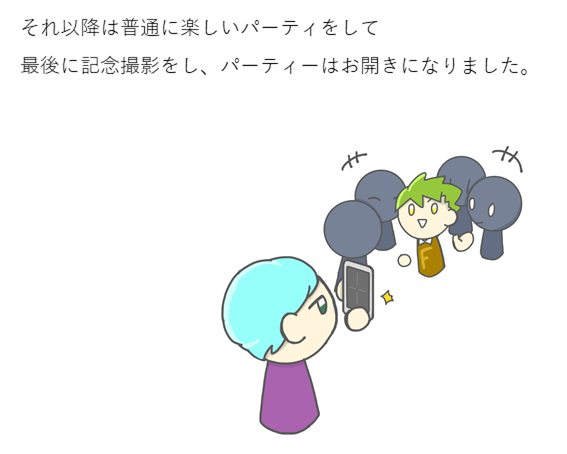 それ以降は普通に楽しいパーティをして
最後に記念撮影をし、パーティーはお開きになりました。
F